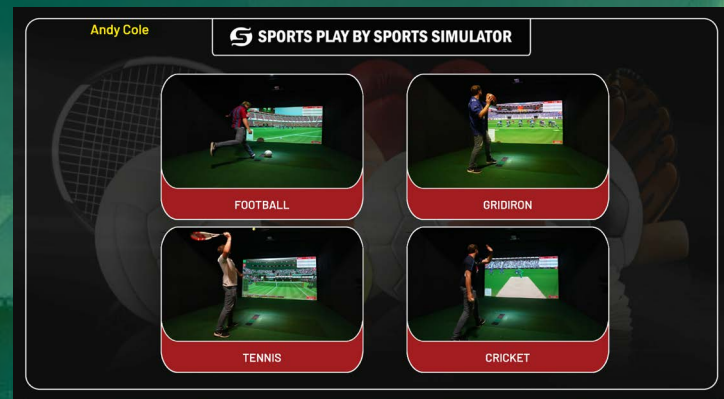 Andy Cole
SPORTS PLAY BY SPORTS SIMULATOR
FOOTBALL
GRIDIRON
TENNIS
CRICKET